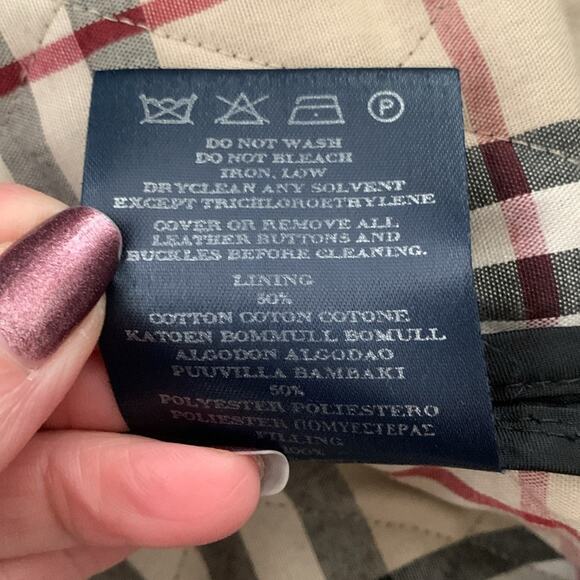 P
DO NOT WASH
DO NOT BLEACH
IRON, LOW
DRYCLEAN ANY SOLVENT
EXCEPT TRICHLOROETHYLENE
COVER OR REMOVE ALL
LEATHER BUTTONS AND
BUCKLES BEFORE CLEANING.
LINING
50%
COTTON COTON COTONE
KATOEN BOMMULL BOMULL
ALGODON ALGODAO
PUUVILLA BAMBAKI
50%
POLYESTER POLIESTERO
POLIESTER ΠΟΜΥΕΣΤΕΡΑΣ
FILLING
100%